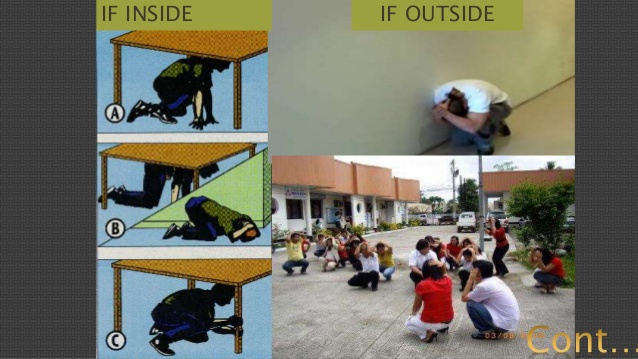 IF INSIDE
IF OUTSIDE
A
B
C
Cont...